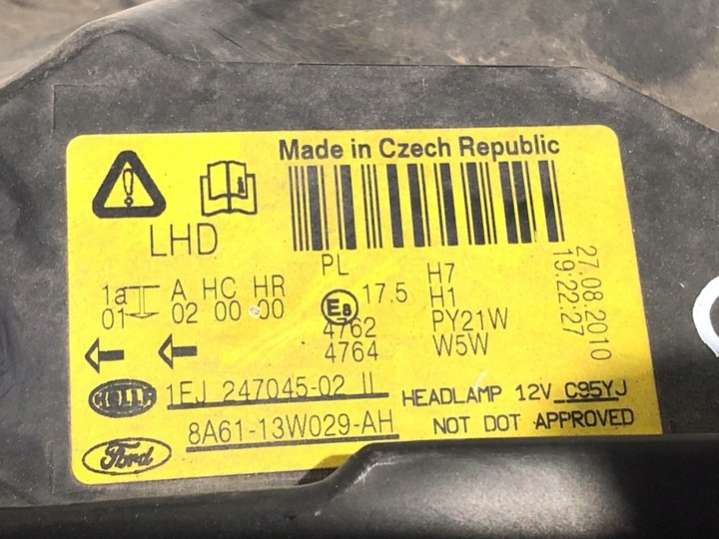 Made in Czech Republic
LHD
PL
H7
17.5
H1
PY21W
W5W
27.08.2010
19:22:27
1a A HC HR
01 02 00 00
E8
4762
4764
HELLA
1EJ 247045-02 II
HEADLAMP 12V C95YJ
Ford
8A61-13W029-AH
NOT DOT APPROVED